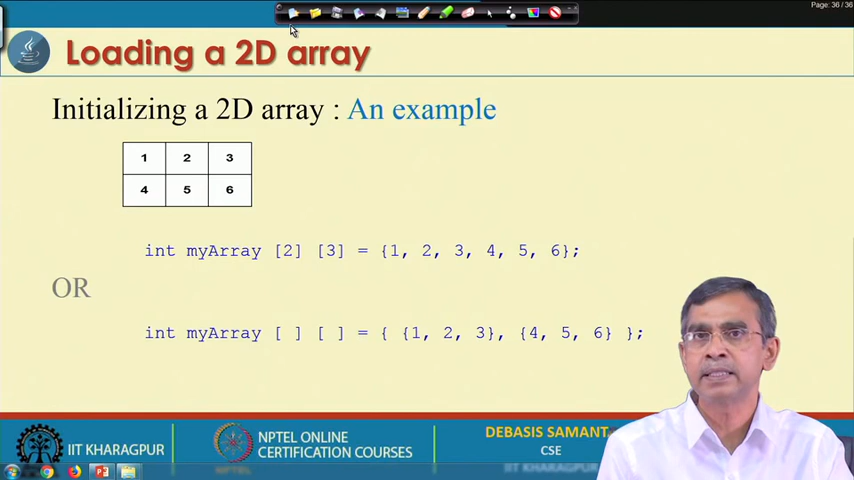 Page: 36 / 36
Loading a 2D array
Initializing a 2D array : An example
1 2 3
4 5 6
int myArray [2] [3] = {1, 2, 3, 4, 5, 6};
OR
int myArray [ ] [ ] = { {1, 2, 3}, {4, 5, 6} };
IIT KHARAGPUR
NPTEL ONLINE
CERTIFICATION COURSES
DEBASIS SAMANT
CSE